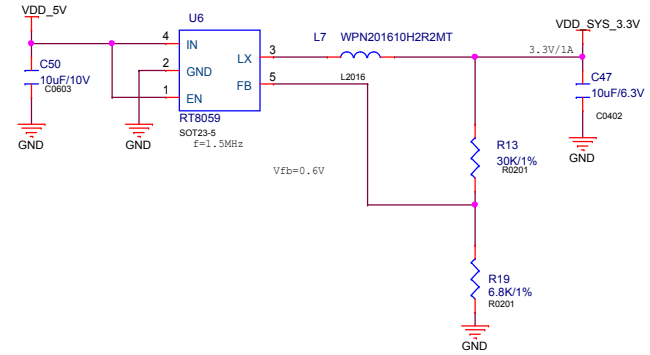 VDD_5V
U6
L7 WPN201610H2R2MT
VDD_SYS_3.3V
4 IN
LX 3
3.3V/1A
C50
10uF/10V
C0603
2 GND
FB 5
L2016
C47
10uF/6.3V
C0402
1 EN
RT8059
SOT23-5
f=1.5MHz
GND
GND
GND
R13
30K/1%
R0201
Vfb=0.6V
R19
6.8K/1%
R0201
GND